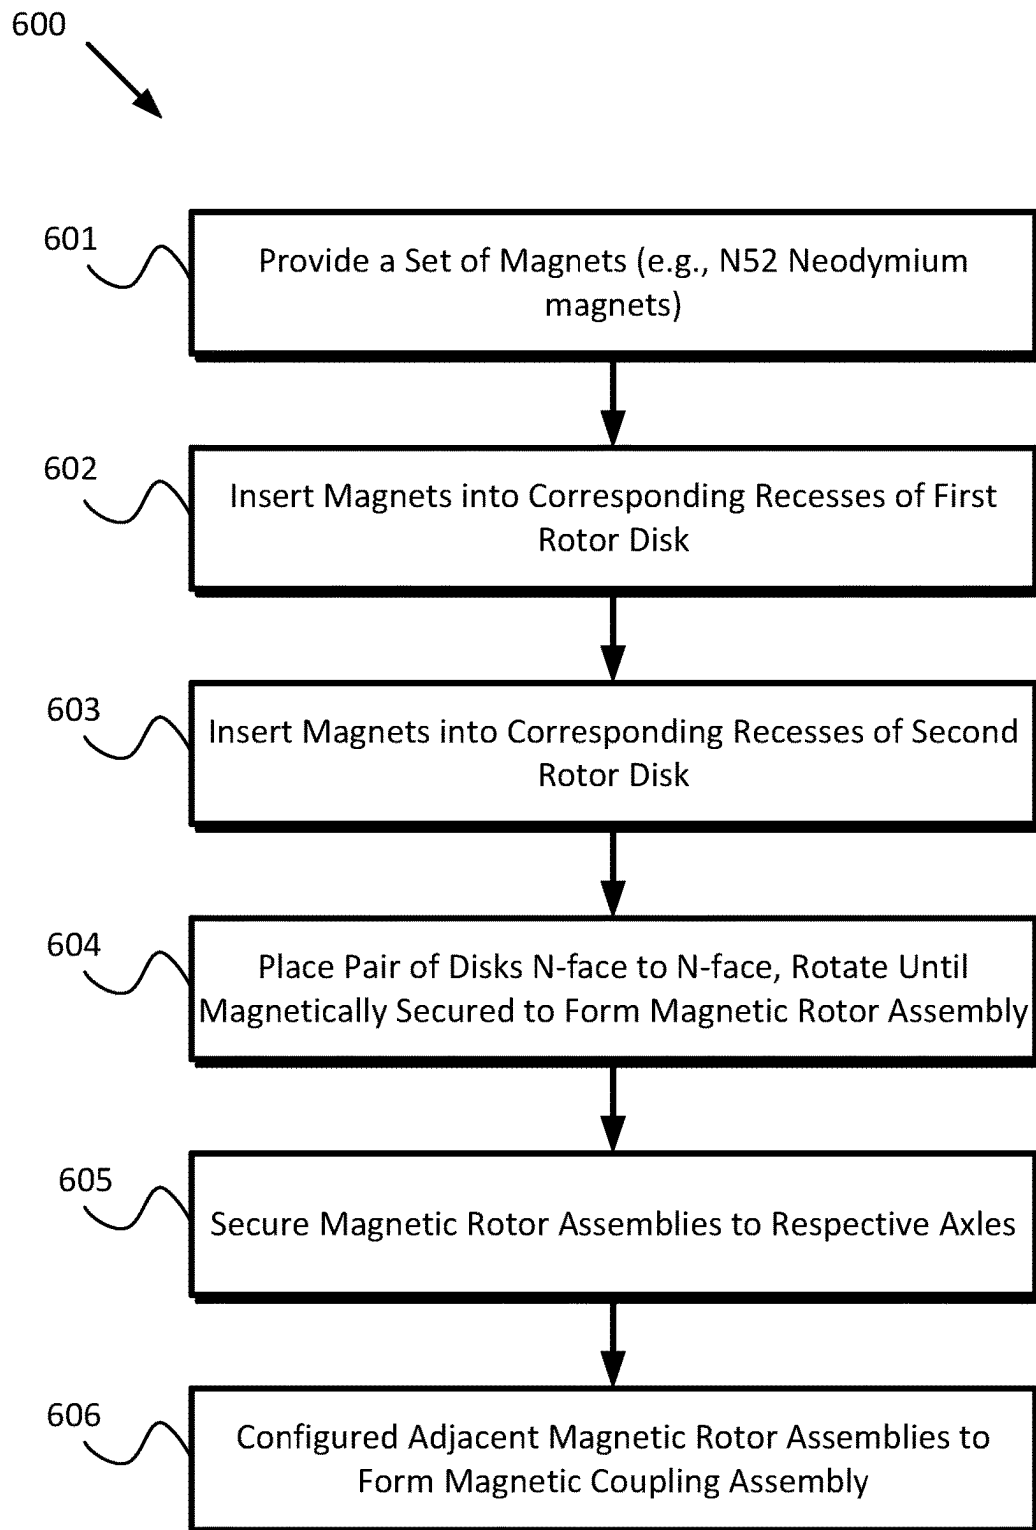 600
601
Provide a Set of Magnets (e.g., N52 Neodymium
magnets)
602
Insert Magnets into Corresponding Recesses of First
Rotor Disk
603
Insert Magnets into Corresponding Recesses of Second
Rotor Disk
604
Place Pair of Disks N-face to N-face, Rotate Until
Magnetically Secured to Form Magnetic Rotor Assembly
605
Secure Magnetic Rotor Assemblies to Respective Axles
606
Configured Adjacent Magnetic Rotor Assemblies to
Form Magnetic Coupling Assembly